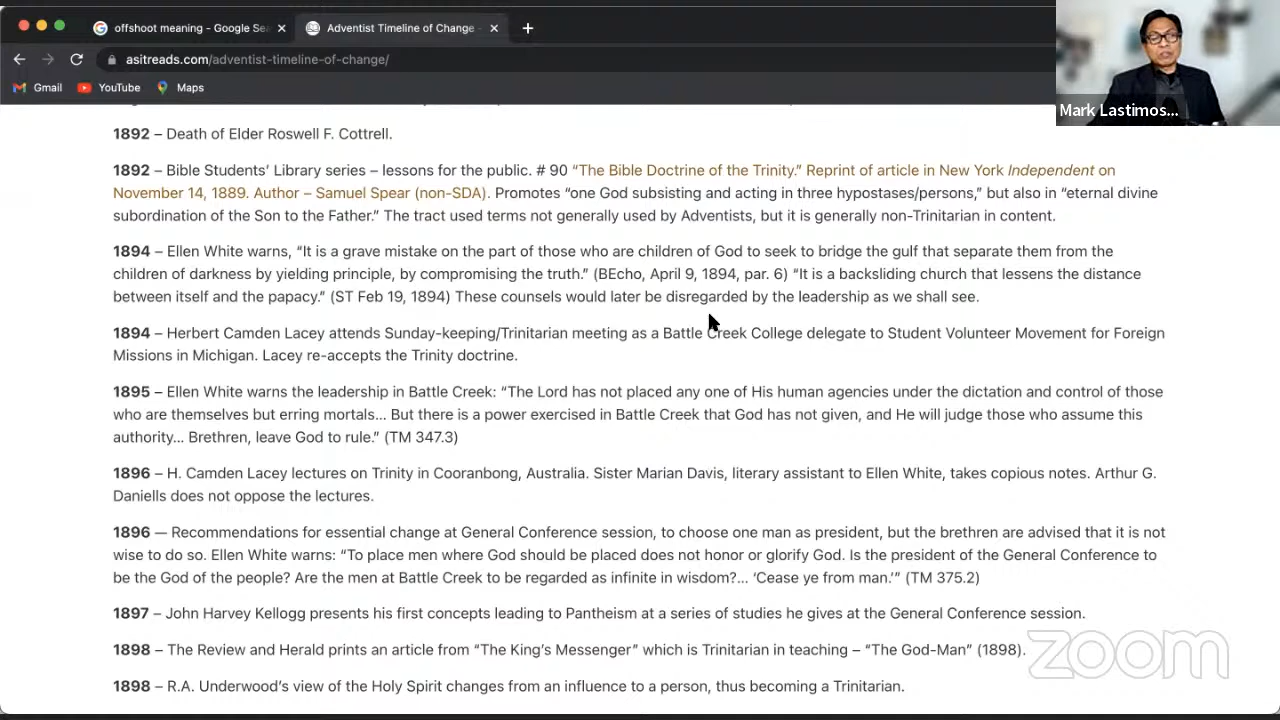 offshoot meaning - Google Sea
Adventist Timeline of Change
asitreads.com/adventist-timeline-of-change/
Gmail YouTube Maps
Mark Lastimos...
1892 – Death of Elder Roswell F. Cottrell.
1892 – Bible Students’ Library series – lessons for the public. # 90 “The Bible Doctrine of the Trinity.” Reprint of article in New York Independent on
November 14, 1889. Author – Samuel Spear (non-SDA). Promotes “one God subsisting and acting in three hypostases/persons,” but also in “eternal divine
subordination of the Son to the Father.” The tract used terms not generally used by Adventists, but it is generally non-Trinitarian in content.
1894 – Ellen White warns, “It is a grave mistake on the part of those who are children of God to seek to bridge the gulf that separate them from the
children of darkness by yielding principle, by compromising the truth.” (BEcho, April 9, 1894, par. 6) “It is a backsliding church that lessens the distance
between itself and the papacy.” (ST Feb 19, 1894) These counsels would later be disregarded by the leadership as we shall see.
1894 – Herbert Camden Lacey attends Sunday-keeping/Trinitarian meeting as a Battle Creek College delegate to Student Volunteer Movement for Foreign
Missions in Michigan. Lacey re-accepts the Trinity doctrine.
1895 – Ellen White warns the leadership in Battle Creek: “The Lord has not placed any one of His human agencies under the dictation and control of those
who are themselves but erring mortals... But there is a power exercised in Battle Creek that God has not given, and He will judge those who assume this
authority... Brethren, leave God to rule.” (TM 347.3)
1896 – H. Camden Lacey lectures on Trinity in Cooranbong, Australia. Sister Marian Davis, literary assistant to Ellen White, takes copious notes. Arthur G.
Daniells does not oppose the lectures.
1896 — Recommendations for essential change at General Conference session, to choose one man as president, but the brethren are advised that it is not
wise to do so. Ellen White warns: “To place men where God should be placed does not honor or glorify God. Is the president of the General Conference to
be the God of the people? Are the men at Battle Creek to be regarded as infinite in wisdom?... ‘Cease ye from man.’” (TM 375.2)
1897 – John Harvey Kellogg presents his first concepts leading to Pantheism at a series of studies he gives at the General Conference session.
1898 – The Review and Herald prints an article from “The King’s Messenger” which is Trinitarian in teaching – “The God-Man” (1898).
1898 – R.A. Underwood’s view of the Holy Spirit changes from an influence to a person, thus becoming a Trinitarian.
zoom